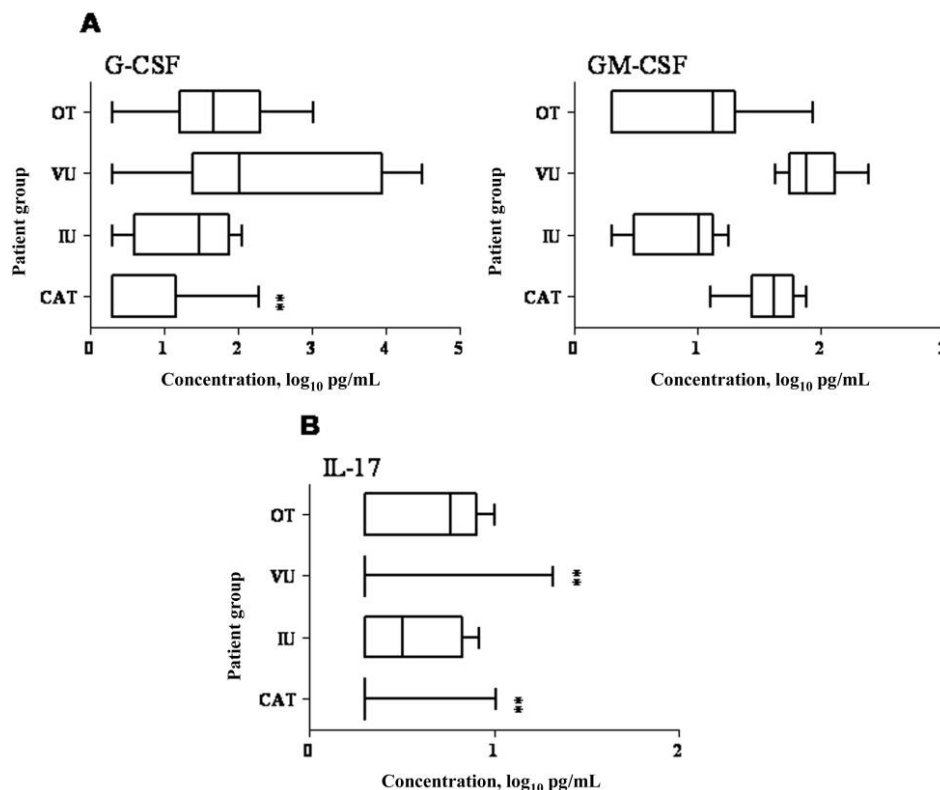 A
G-CSF
GM-CSF
OT
VU
IU
CAT
**
Patient group
0 1 2 3 4 5
Concentration, log₁₀ pg/mL
OT
VU
IU
CAT
Patient group
1 2 3
Concentration, log₁₀ pg/mL
B
IL-17
OT
VU
**
IU
CAT
**
Patient group
0 1 2
Concentration, log₁₀ pg/mL